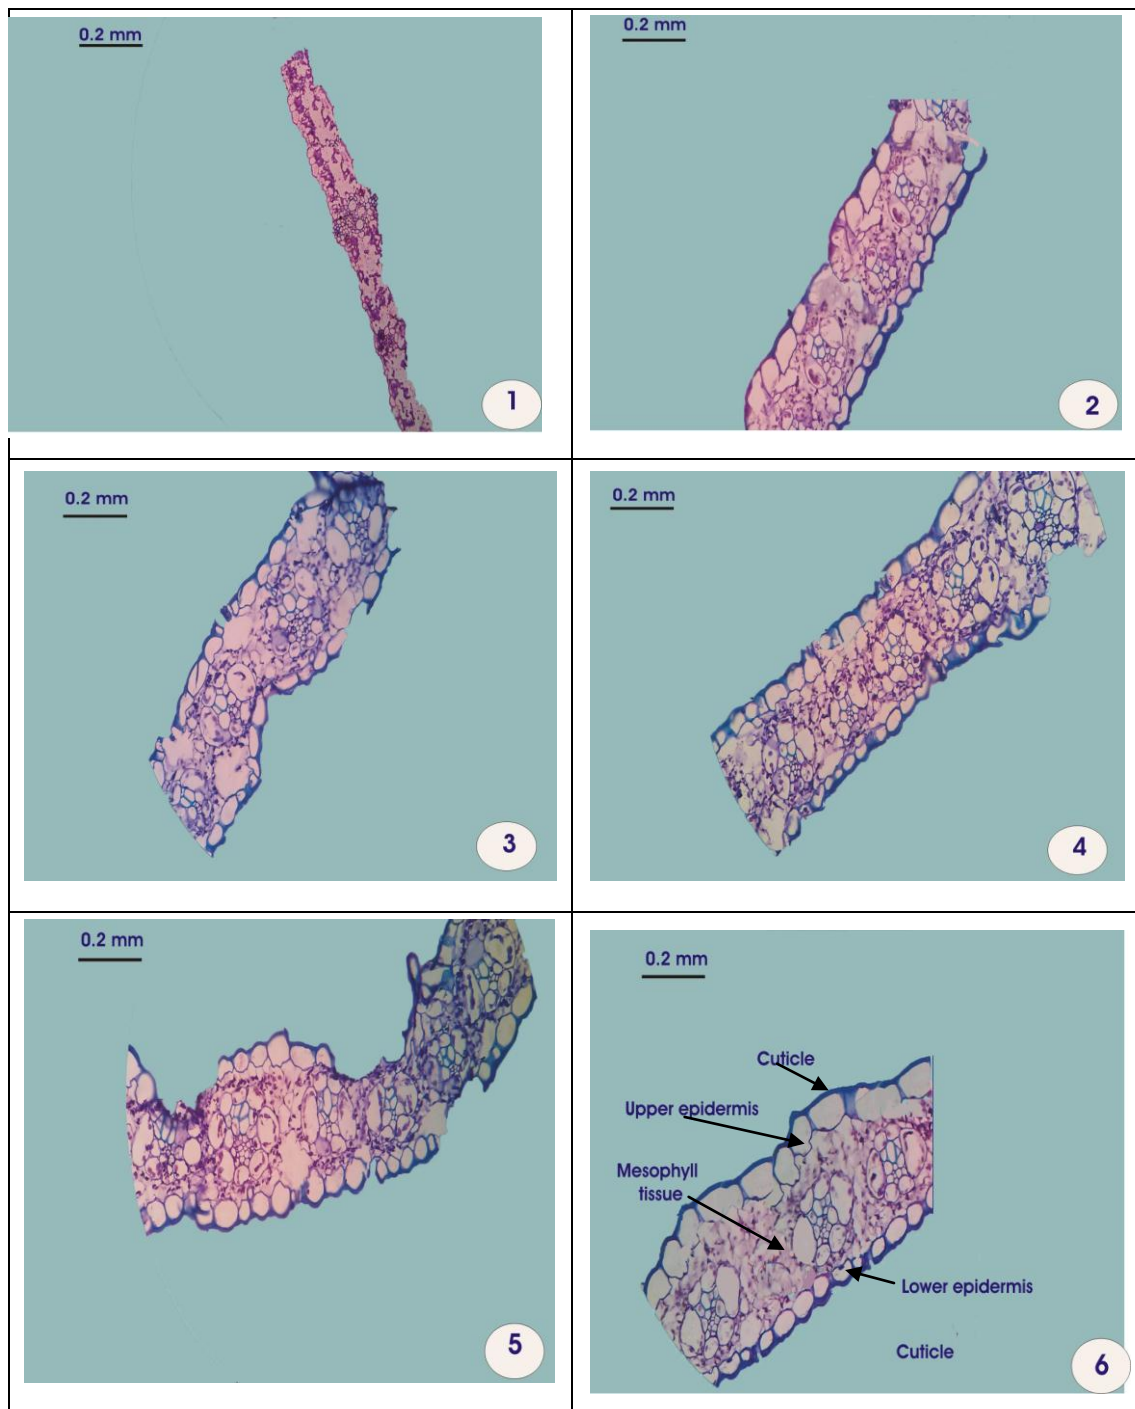 0.2 mm
1
0.2 mm
2
0.2 mm
3
0.2 mm
4
0.2 mm
5
0.2 mm
Cuticle
Upper epidermis
Mesophyll
tissue
Lower epidermis
Cuticle
6